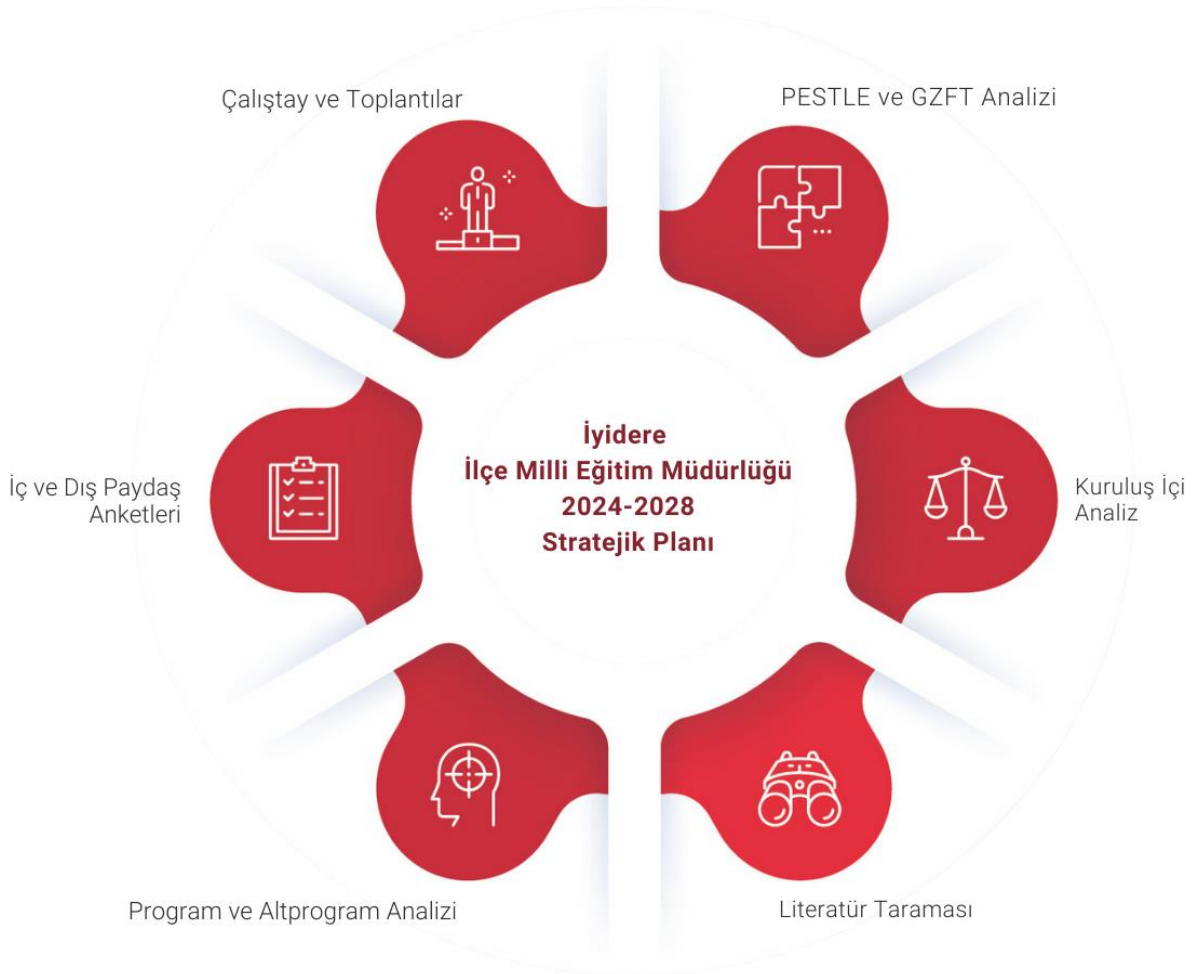 Çalıştay ve Toplantılar
PESTLE ve GZFT Analizi
İç ve Dış Paydaş
Anketleri
İyidere
İlçe Milli Eğitim Müdürlüğü
2024-2028
Stratejik Planı
Kuruluş İçi
Analiz
Program ve Altprogram Analizi
Literatür Taraması